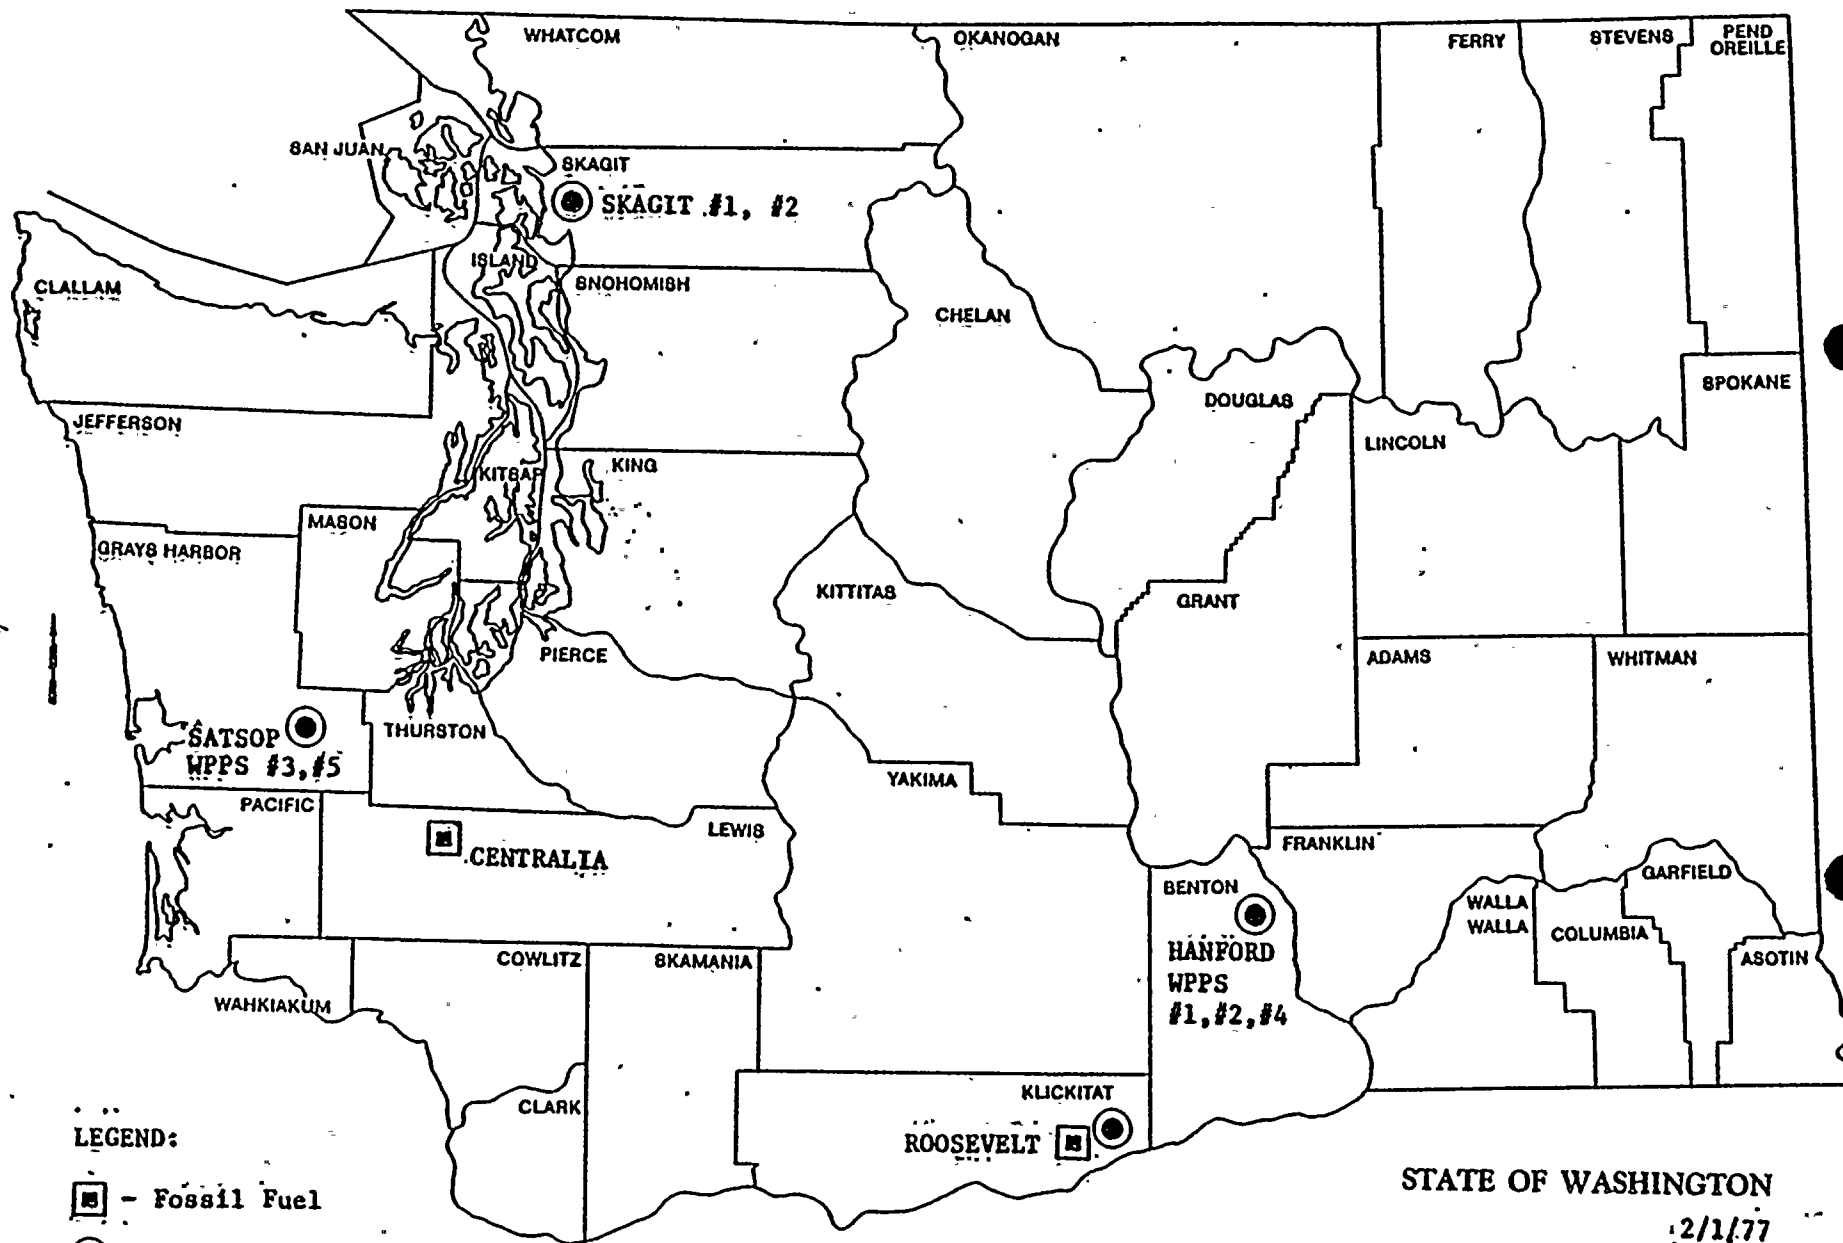 WHATCOM
OKANOGAN
FERRY
STEVENS
PEND
OREILLE
SAN JUAN
SKAGIT
SKAGIT #1, #2
ISLAND
CLALLAM
SNOHOMISH
CHELAN
SPOKANE
DOUGLAS
JEFFERSON
LINCOLN
KITSAP
KING
MASON
GRAYS HARBOR
KITTITAS
GRANT
PIERCE
ADAMS
WHITMAN
THURSTON
SATSOP
WPPS #3,#5
YAKIMA
PACIFIC
LEWIS
CENTRALIA
FRANKLIN
GARFIELD
BENTON
WALLA
WALLA
COLUMBIA
HANFORD
WPPS
#1,#2,#4
ASOTIN
COWLITZ
SKAMANIA
WAHKIAKUM
KLICKITAT
CLARK
ROOSEVELT
LEGEND:
- Fossil Fuel
STATE OF WASHINGTON
2/1/77